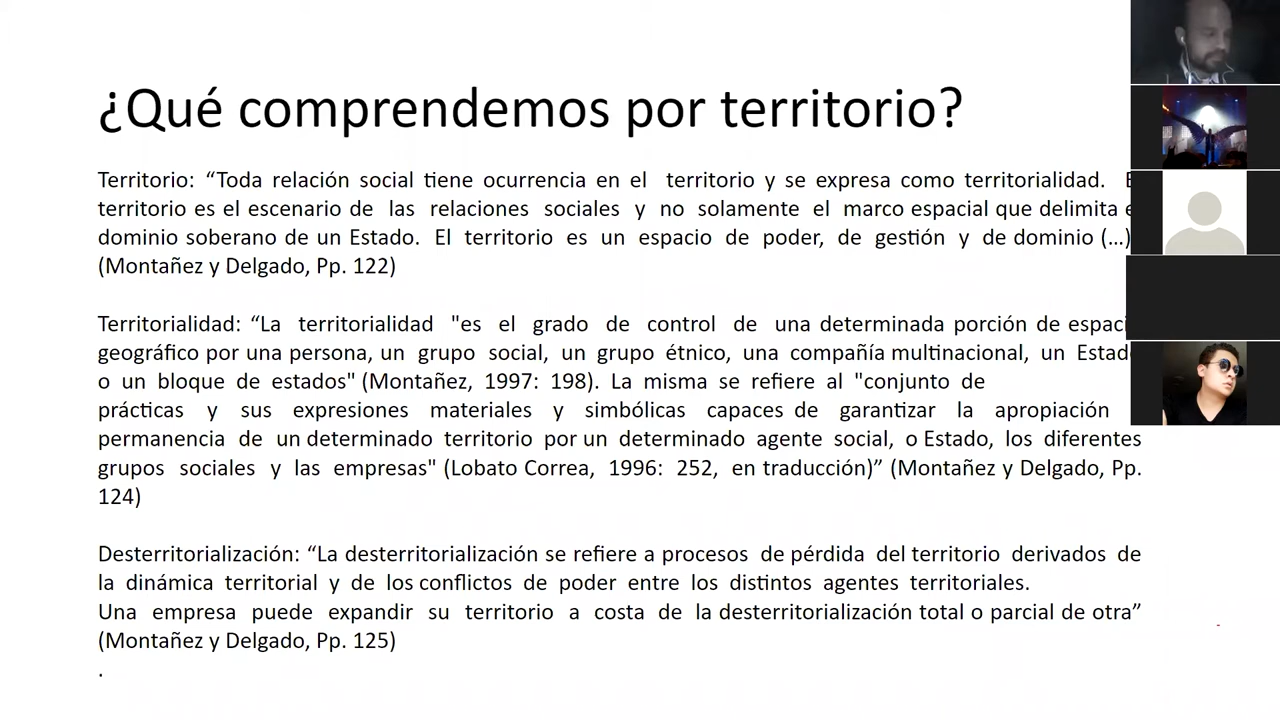 ¿Qué comprendemos por territorio?
Territorio: “Toda relación social tiene ocurrencia en el territorio y se expresa como territorialidad.
territorio es el escenario de las relaciones sociales y no solamente el marco espacial que delimita
dominio soberano de un Estado. El territorio es un espacio de poder, de gestión y de dominio (…)
(Montañez y Delgado, Pp. 122)
Territorialidad: “La territorialidad "es el grado de control de una determinada porción de
geográfico por una persona, un grupo social, un grupo étnico, una compañía multinacional, un
o un bloque de estados" (Montañez, 1997: 198). La misma se refiere al "conjunto de
prácticas y sus expresiones materiales y simbólicas capaces de garantizar la apropiación
permanencia de un determinado territorio por un determinado agente social, o Estado, los diferentes
grupos sociales y las empresas" (Lobato Correa, 1996: 252, en traducción)” (Montañez y Delgado, Pp.
124)
Desterritorialización: “La desterritorialización se refiere a procesos de pérdida del territorio derivados de
la dinámica territorial y de los conflictos de poder entre los distintos agentes territoriales.
Una empresa puede expandir su territorio a costa de la desterritorialización total o parcial de otra”
(Montañez y Delgado, Pp. 125)
.